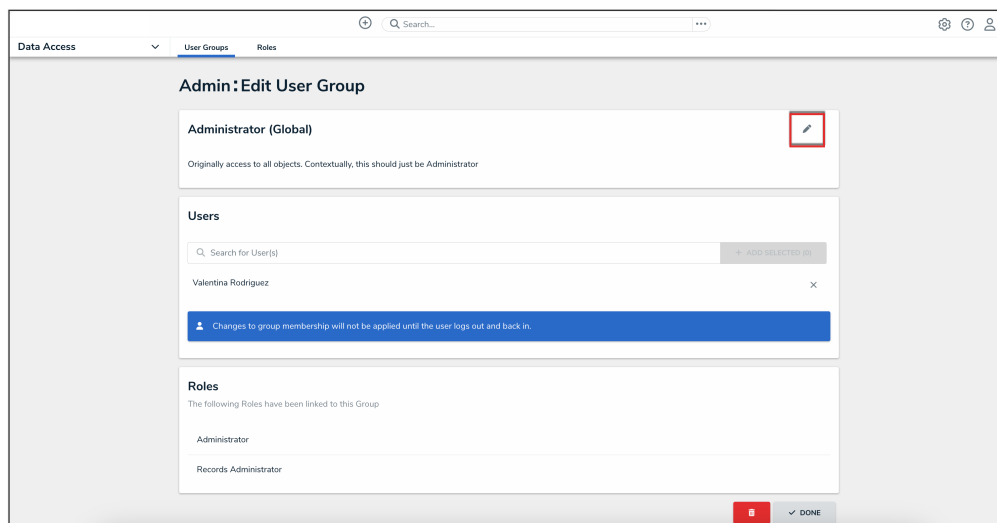 Search...
Data Access
User Groups Roles
Admin:Edit User Group
Administrator (Global)
Originally access to all objects. Contextually, this should just be Administrator
Users
Search for User(s)
+ ADD SELECTED (0)
Valentina Rodriguez
Changes to group membership will not be applied until the user logs out and back in.
Roles
The following Roles have been linked to this Group
Administrator
Records Administrator
DONE